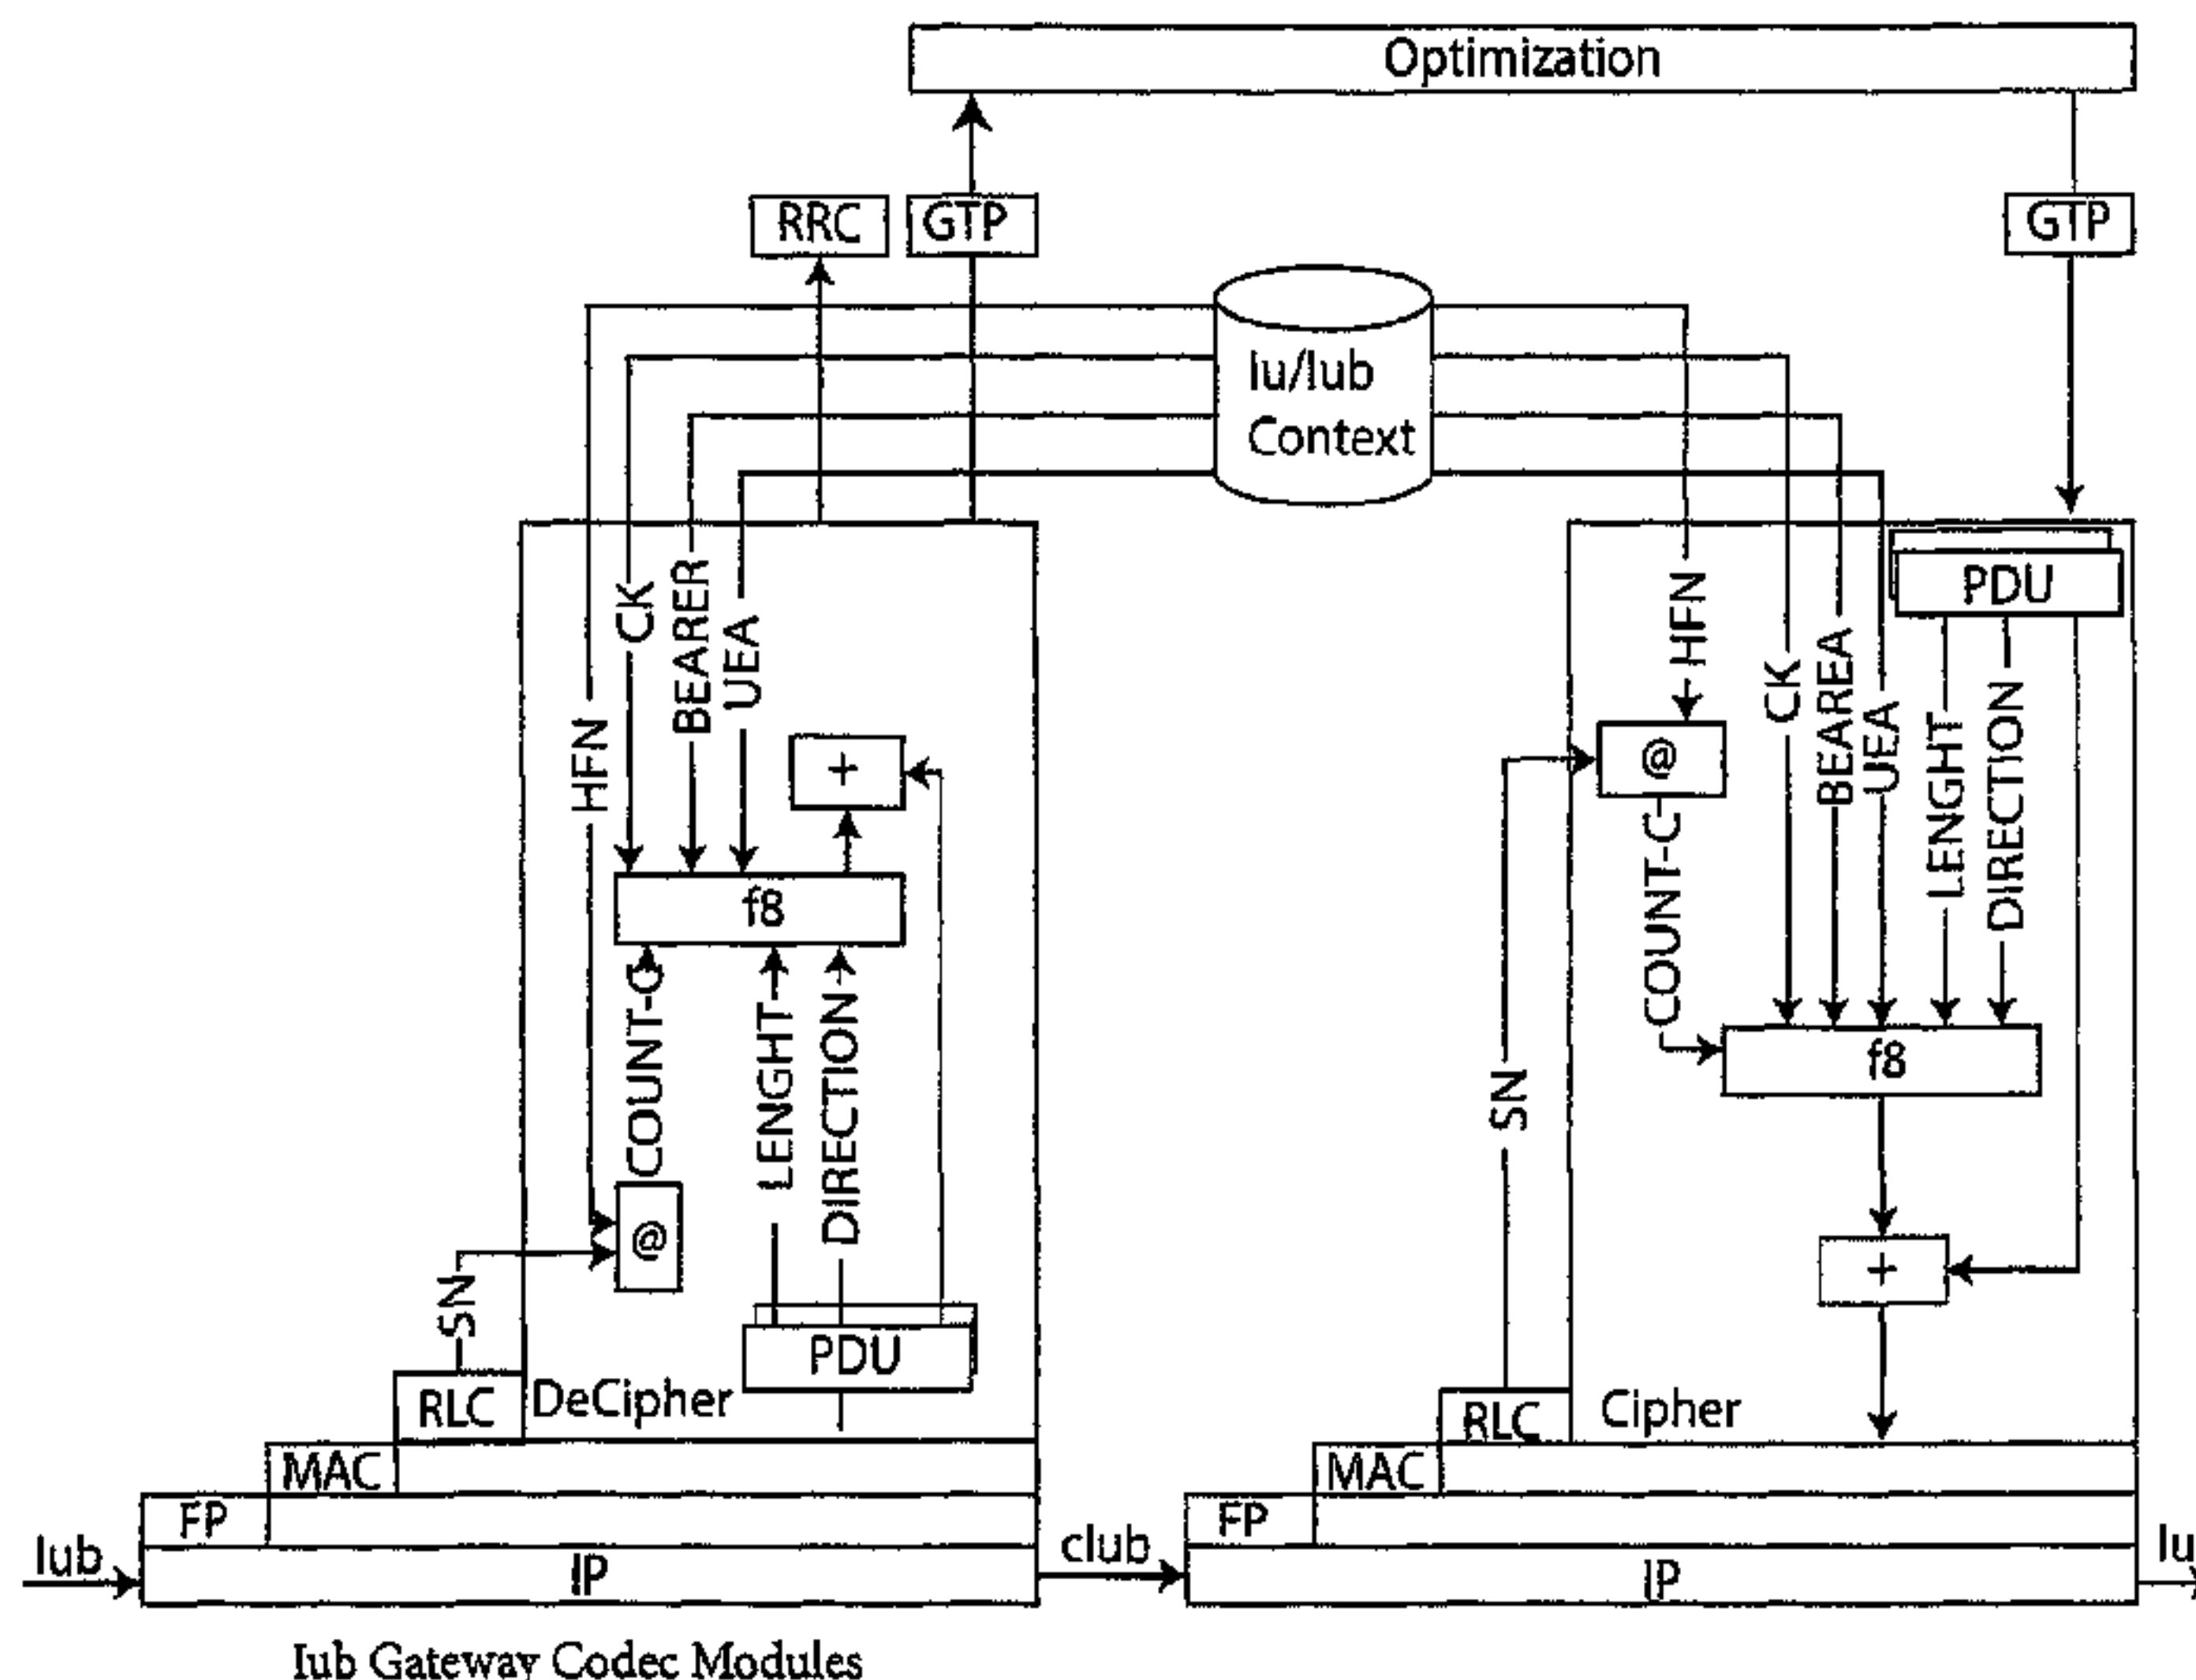 Optimization
RRC
GTP
GTP
Iu/Iub
Context
CK
BEARER
UEA
HFN
+
f8
COUNT-C
LENGHT
DIRECTION
@
SN
PDU
RLC
DeCipher
MAC
FP
Iub
IP
PDU
HFN
@
CK
BEAREA
UEA
LENGHT
DIRECTION
COUNT-C
f8
SN
+
RLC
Cipher
MAC
FP
cIub
IP
Iu
Iub Gateway Codec Modules